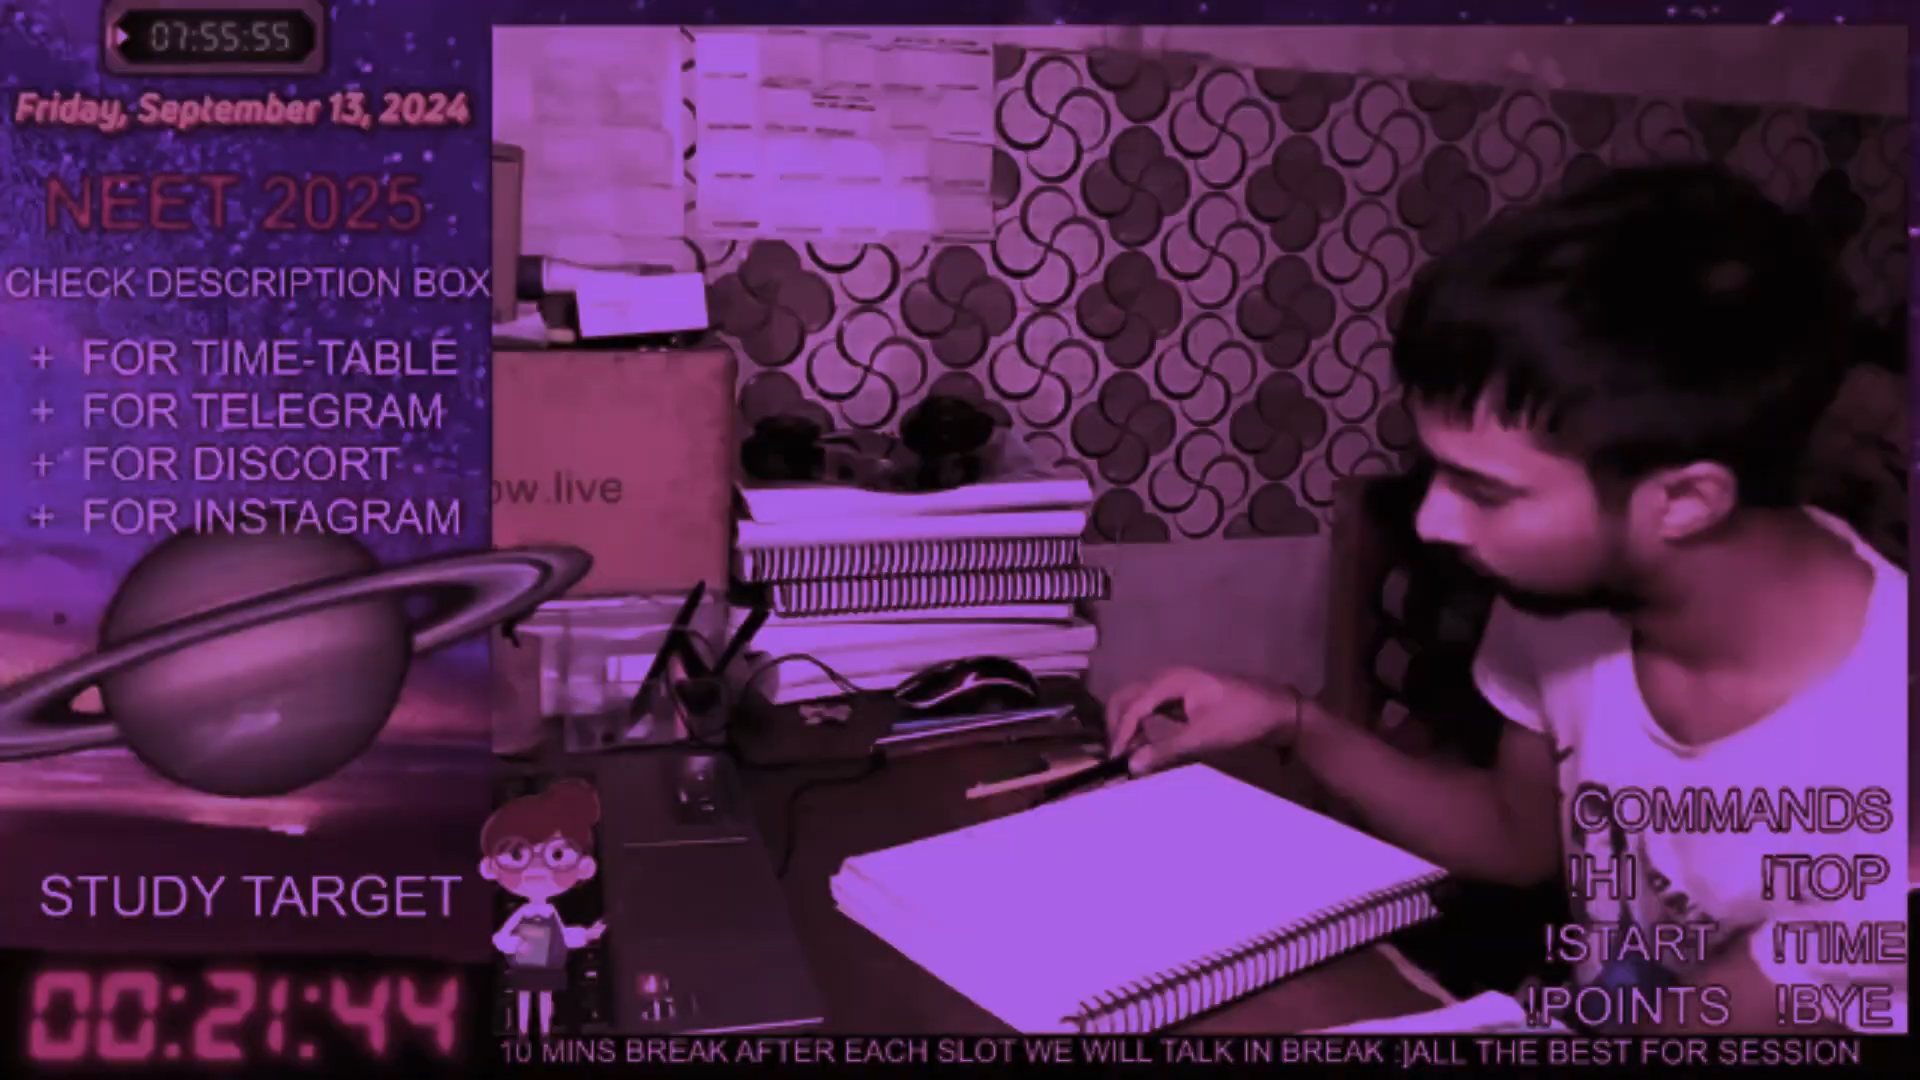 07:55:55
Friday, September 13, 2024
NEET 2025
CHECK DESCRIPTION BOX
+ FOR TIME-TABLE
+ FOR TELEGRAM
+ FOR DISCORT
+ FOR INSTAGRAM
ow.live
STUDY TARGET
00:21:44
COMMANDS
!HI !TOP
!START !TIME
!POINTS !BYE
10 MINS BREAK AFTER EACH SLOT WE WILL TALK IN BREAK :]ALL THE BEST FOR SESSION